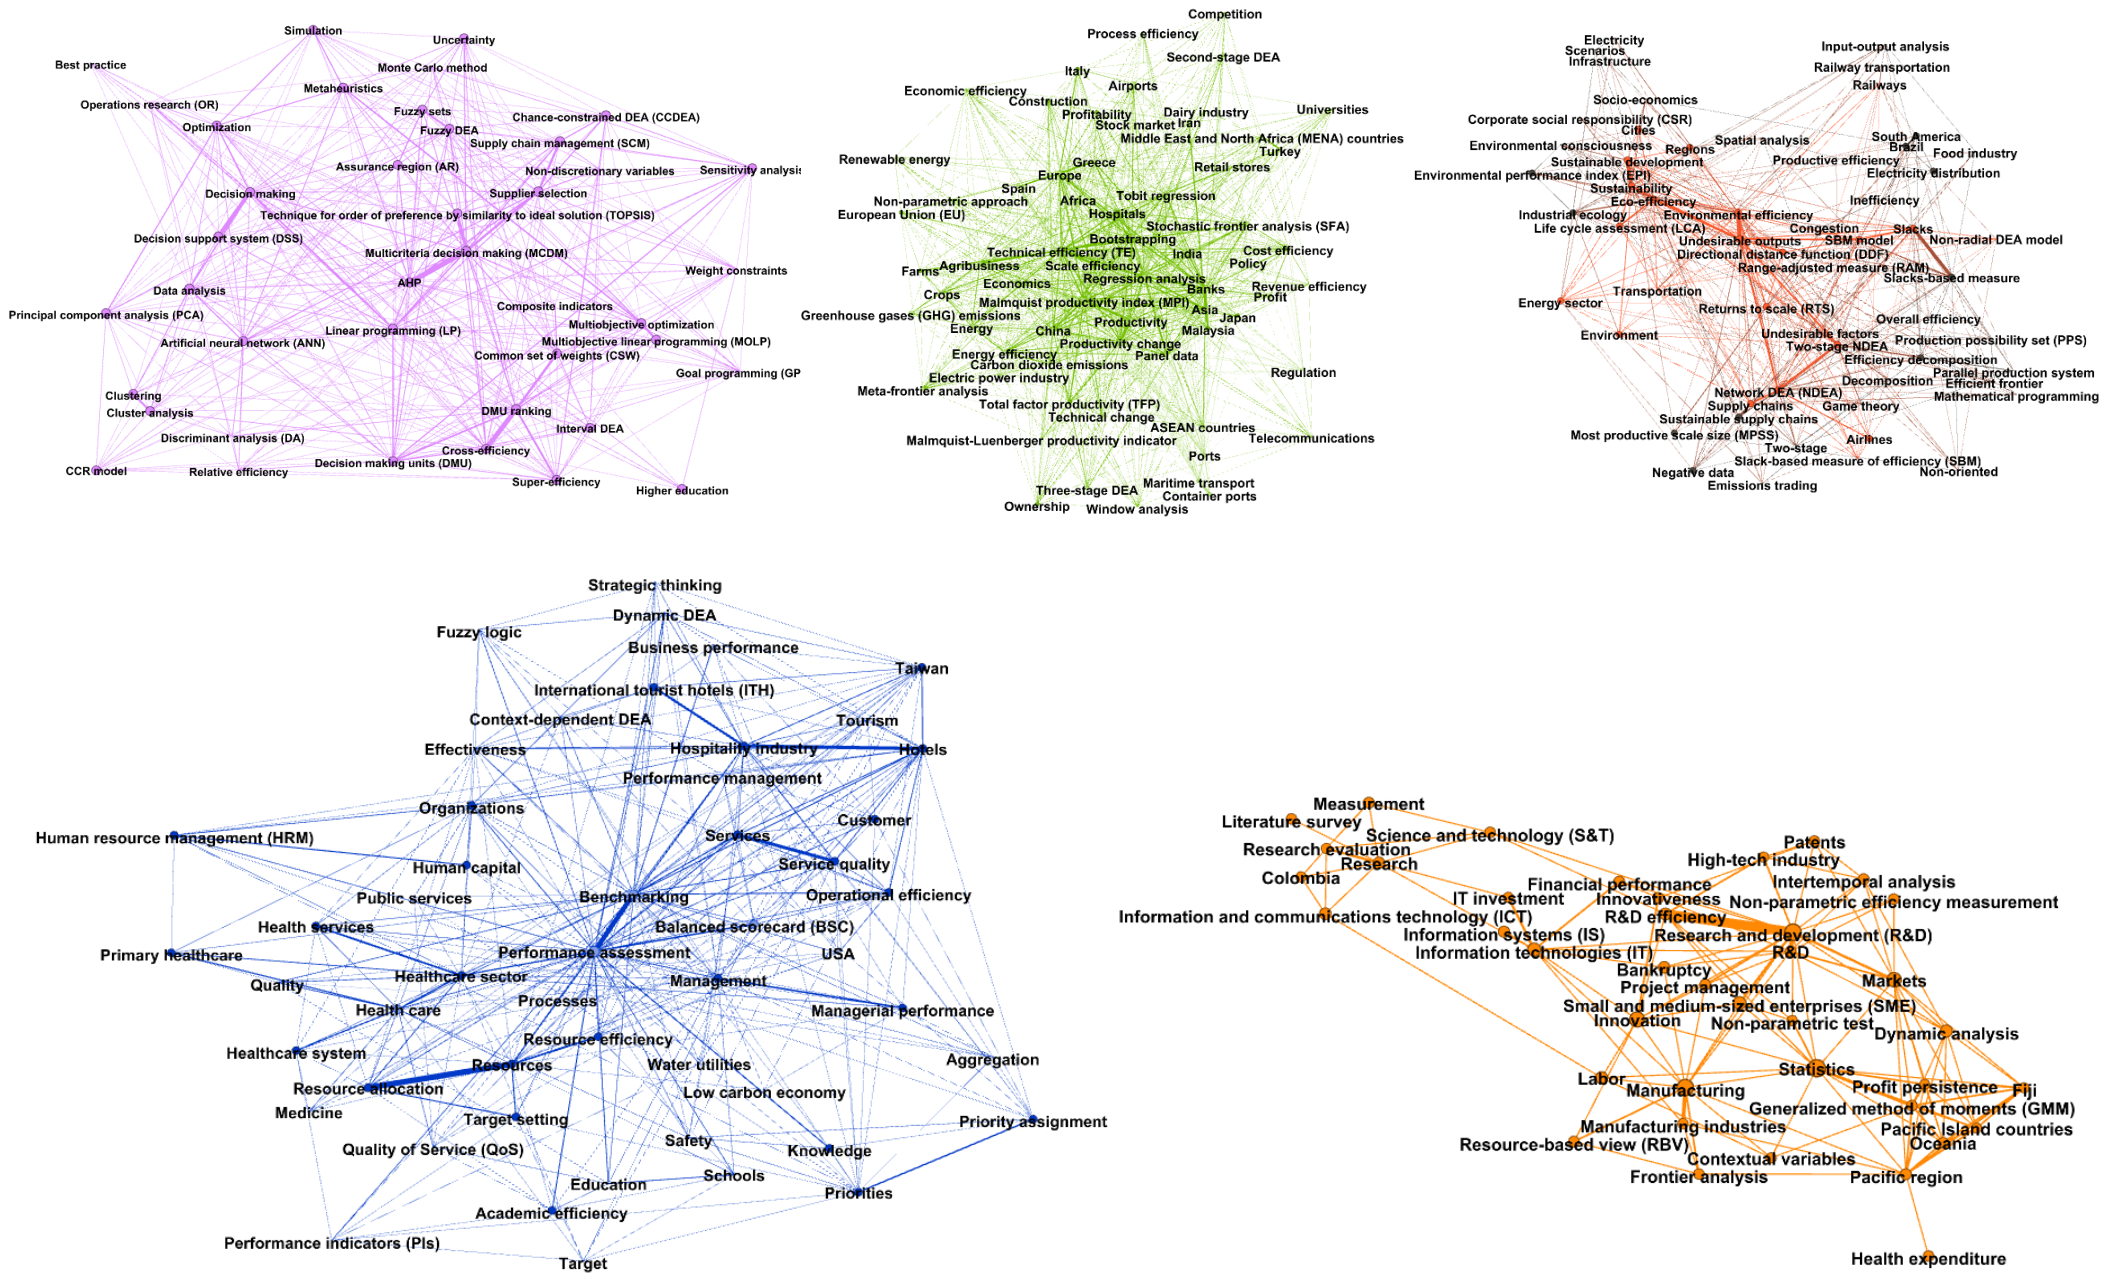 Simulation
Uncertainty
Best practice
Monte Carlo method
Metaheuristics
Operations research (OR)
Fuzzy sets
Chance-constrained DEA (CCDEA)
Optimization
Fuzzy DEA
Supply chain management (SCM)
Assurance region (AR)
Non-discretionary variables
Sensitivity analysis
Decision making
Supplier selection
Technique for order of preference by similarity to ideal solution (TOPSIS)
Decision support system (DSS)
Multicriteria decision making (MCDM)
Weight constraints
AHP
Data analysis
Composite indicators
Principal component analysis (PCA)
Linear programming (LP)
Multiobjective optimization
Artificial neural network (ANN)
Multiobjective linear programming (MOLP)
Common set of weights (CSW)
Goal programming (GP
Clustering
Cluster analysis
DMU ranking
Interval DEA
Discriminant analysis (DA)
Cross-efficiency
CCR model
Relative efficiency
Decision making units (DMU)
Super-efficiency
Higher education
Competition
Process efficiency
Second-stage DEA
Italy
Airports
Economic efficiency
Construction
Profitability
Dairy industry
Universities
Stock market
Iran
Middle East and North Africa (MENA) countries
Turkey
Renewable energy
Greece
Retail stores
Europe
Spain
Tobit regression
Non-parametric approach
Africa
European Union (EU)
Hospitals
Stochastic frontier analysis (SFA)
Bootstrapping
Technical efficiency (TE)
India
Cost efficiency
Farms
Agribusiness
Scale efficiency
Policy
Economics
Regression analysis
Banks
Revenue efficiency
Crops
Malmquist productivity index (MPI)
Profit
Greenhouse gases (GHG) emissions
Asia
Japan
Energy
China
Productivity
Malaysia
Productivity change
Energy efficiency
Panel data
Carbon dioxide emissions
Electric power industry
Regulation
Meta-frontier analysis
Total factor productivity (TFP)
Technical change
ASEAN countries
Malmquist-Luenberger productivity indicator
Telecommunications
Ports
Three-stage DEA
Maritime transport
Container ports
Ownership
Window analysis
Electricity
Scenarios
Infrastructure
Input-output analysis
Railway transportation
Railways
Socio-economics
Corporate social responsibility (CSR)
Cities
Spatial analysis
South America
Brazil
Environmental consciousness
Regions
Food industry
Sustainable development
Productive efficiency
Environmental performance index (EPI)
Electricity distribution
Sustainability
Eco-efficiency
Inefficiency
Industrial ecology
Environmental efficiency
Life cycle assessment (LCA)
Congestion
Slacks
Undesirable outputs
SBM model
Non-radial DEA model
Directional distance function (DDF)
Range-adjusted measure (RAM)
Slacks-based measure
Transportation
Energy sector
Returns to scale (RTS)
Overall efficiency
Environment
Undesirable factors
Production possibility set (PPS)
Two-stage NDEA
Efficiency decomposition
Parallel production system
Decomposition
Efficient frontier
Network DEA (NDEA)
Mathematical programming
Supply chains
Game theory
Sustainable supply chains
Most productive scale size (MPSS)
Airlines
Two-stage
Slack-based measure of efficiency (SBM)
Negative data
Non-oriented
Emissions trading
Strategic thinking
Dynamic DEA
Fuzzy logic
Business performance
Taiwan
International tourist hotels (ITH)
Context-dependent DEA
Tourism
Effectiveness
Hospitality industry
Hotels
Performance management
Organizations
Customer
Human resource management (HRM)
Services
Human capital
Service quality
Public services
Benchmarking
Operational efficiency
Health services
Balanced scorecard (BSC)
Primary healthcare
Performance assessment
USA
Healthcare sector
Quality
Management
Processes
Health care
Managerial performance
Resource efficiency
Healthcare system
Resources
Water utilities
Aggregation
Resource allocation
Low carbon economy
Medicine
Target setting
Priority assignment
Safety
Quality of Service (QoS)
Knowledge
Schools
Education
Priorities
Academic efficiency
Performance indicators (PIs)
Target
Measurement
Literature survey
Science and technology (S&T)
Research evaluation
Research
Patents
High-tech industry
Colombia
Financial performance
Intertemporal analysis
IT investment
Innovativeness
Non-parametric efficiency measurement
Information and communications technology (ICT)
R&D efficiency
Information systems (IS)
Research and development (R&D)
Information technologies (IT)
R&D
Bankruptcy
Markets
Project management
Small and medium-sized enterprises (SME)
Innovation
Non-parametric test
Dynamic analysis
Statistics
Labor
Manufacturing
Profit persistence
Fiji
Generalized method of moments (GMM)
Manufacturing industries
Pacific Island countries
Resource-based view (RBV)
Oceania
Contextual variables
Frontier analysis
Pacific region
Health expenditure